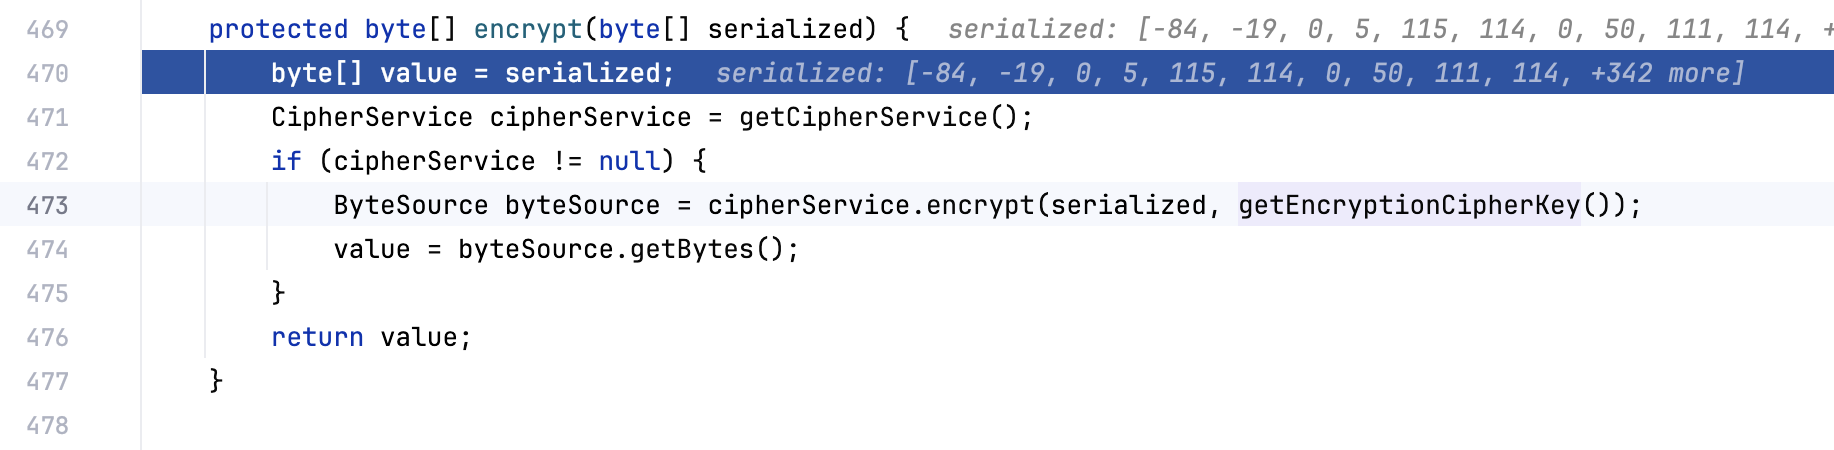 469 protected byte[] encrypt(byte[] serialized) { serialized: [-84, -19, 0, 5, 115, 114, 0, 50, 111, 114, +
470 byte[] value = serialized; serialized: [-84, -19, 0, 5, 115, 114, 0, 50, 111, 114, +342 more]
471 CipherService cipherService = getCipherService();
472 if (cipherService != null) {
473 ByteSource byteSource = cipherService.encrypt(serialized, getEncryptionCipherKey());
474 value = byteSource.getBytes();
475 }
476 return value;
477 }
478